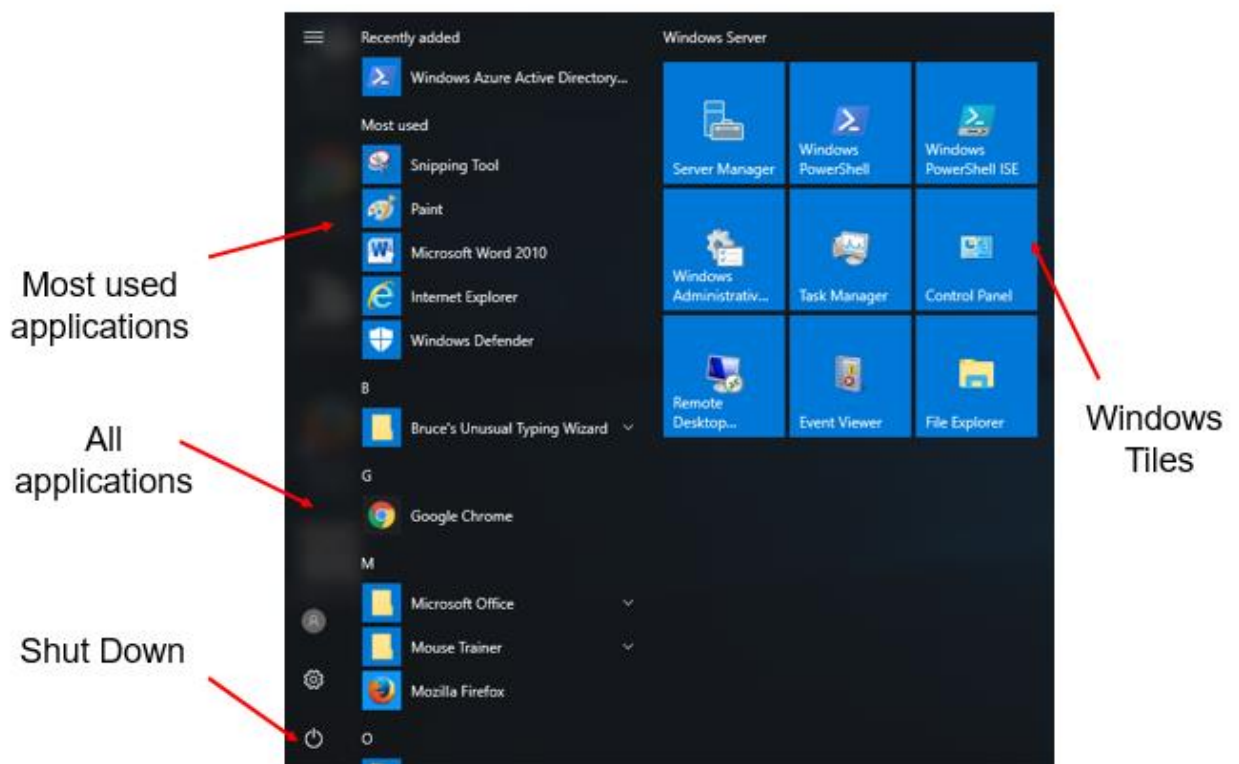 Recently added
Windows Azure Active Directory...
Most used
Snipping Tool
Paint
Microsoft Word 2010
Internet Explorer
Windows Defender
B
Bruce's Unusual Typing Wizard
G
Google Chrome
M
Microsoft Office
Mouse Trainer
Mozilla Firefox
O
Windows Server
Server Manager
Windows
PowerShell
Windows
PowerShell ISE
Windows
Administrativ...
Task Manager
Control Panel
Remote
Desktop...
Event Viewer
File Explorer
Most used
applications
All
applications
Shut Down
Windows
Tiles